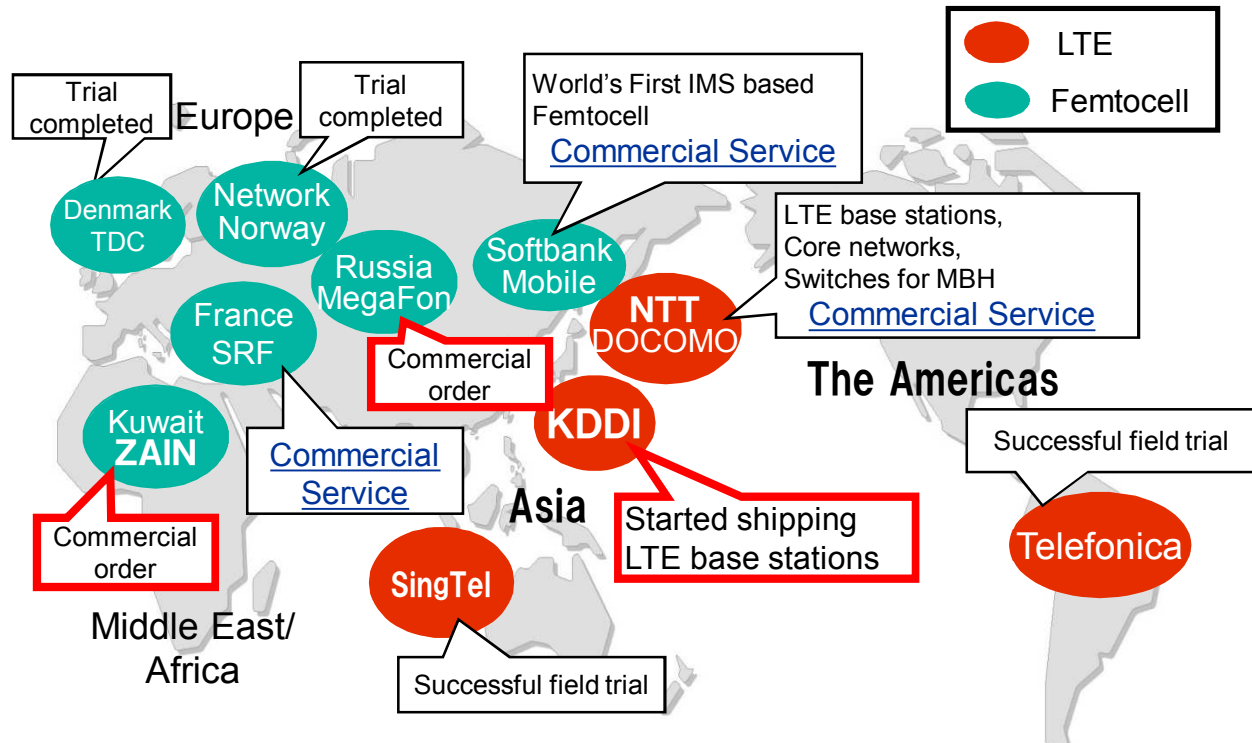 LTE
Femtocell
Trial
completed
Europe
Trial
completed
World's First IMS based
Femtocell
Commercial Service
Denmark
TDC
Network
Norway
Russia
MegaFon
Softbank
Mobile
LTE base stations,
Core networks,
Switches for MBH
Commercial Service
NTT
DOCOMO
France
SRF
Commercial
order
The Americas
Kuwait
ZAIN
Commercial
Service
KDDI
Successful field trial
Commercial
order
Asia
Started shipping
LTE base stations
Telefonica
SingTel
Middle East/
Africa
Successful field trial